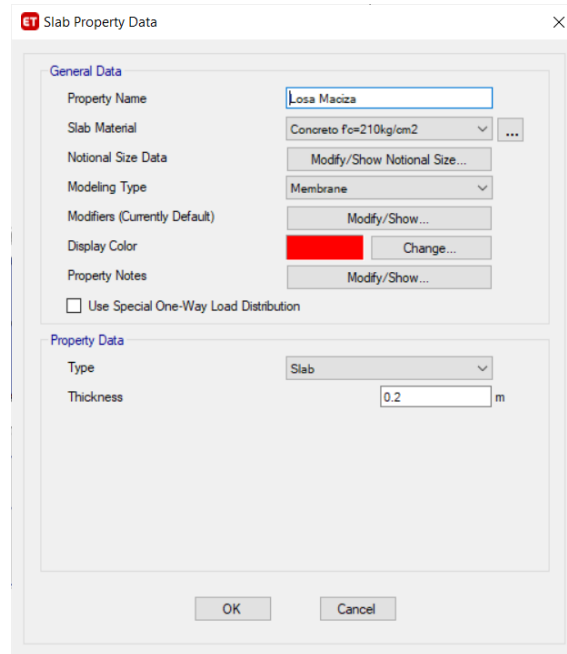 ET Slab Property Data
General Data
Property Name Losa Maciza
Slab Material Concreto f'c=210kg/cm2 ...
Notional Size Data Modify/Show Notional Size...
Modeling Type Membrane
Modifiers (Currently Default) Modify/Show...
Display Color Change...
Property Notes Modify/Show...
Use Special One-Way Load Distribution
Property Data
Type Slab
Thickness 0.2 m
OK Cancel